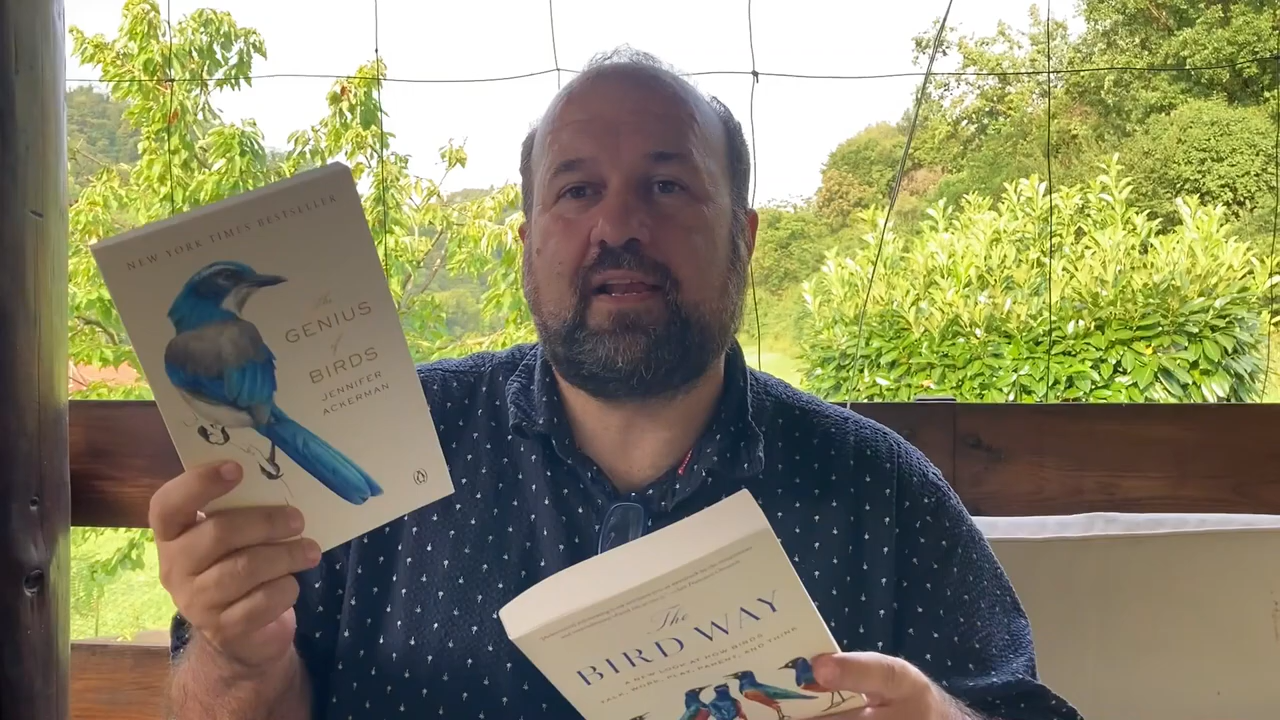 NEW YORK TIMES BESTSELLER
The
GENIUS
of
BIRDS
JENNIFER
ACKERMAN
The
BIRD WAY
A NEW LOOK AT HOW BIRDS
TALK, WORK, PLAY, PARENT, AND THINK